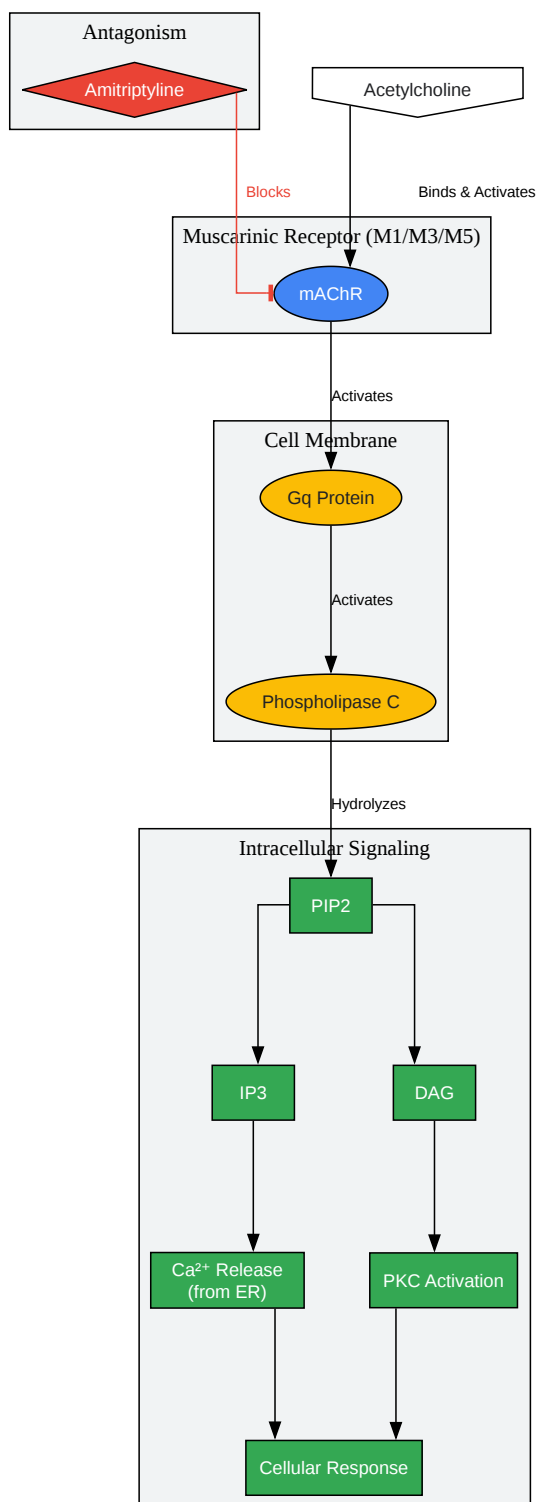 Antagonism
Amitriptyline
Acetylcholine
Blocks
Binds & Activates
Muscarinic Receptor (M1/M3/M5)
mAChR
Activates
Cell Membrane
Gq Protein
Activates
Phospholipase C
Hydrolyzes
Intracellular Signaling
PIP2
IP3
DAG
Ca²⁺ Release
(from ER)
PKC Activation
Cellular Response